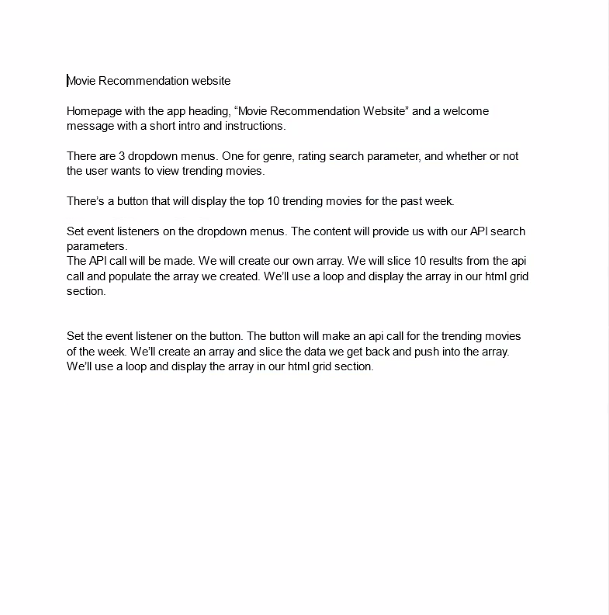 Movie Recommendation website
Homepage with the app heading, “Movie Recommendation Website” and a welcome
message with a short intro and instructions.
There are 3 dropdown menus. One for genre, rating search parameter, and whether or not
the user wants to view trending movies.
There’s a button that will display the top 10 trending movies for the past week.
Set event listeners on the dropdown menus. The content will provide us with our API search
parameters.
The API call will be made. We will create our own array. We will slice 10 results from the api
call and populate the array we created. We’ll use a loop and display the array in our html grid
section.
Set the event listener on the button. The button will make an api call for the trending movies
of the week. We’ll create an array and slice the data we get back and push into the array.
We’ll use a loop and display the array in our html grid section.